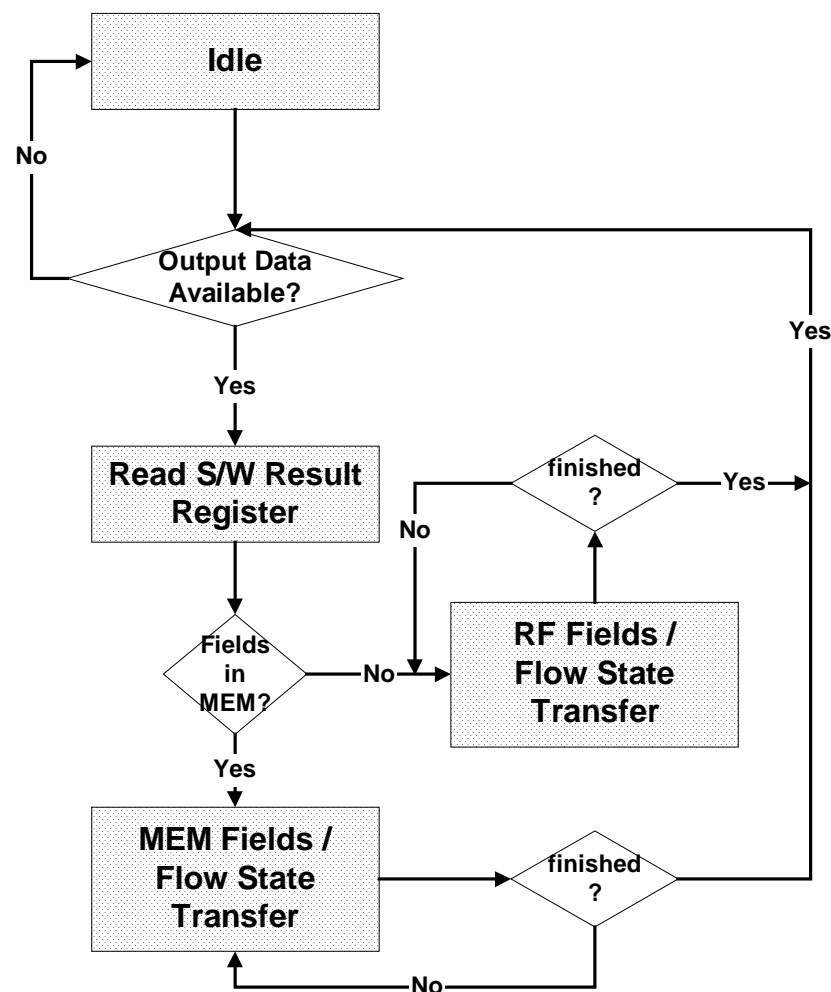 Idle
No
Output Data
Available?
Yes
Yes
Read S/W Result
Register
finished
?
Yes
No
Fields
in
MEM?
No
RF Fields /
Flow State
Transfer
Yes
MEM Fields /
Flow State
Transfer
finished
?
No